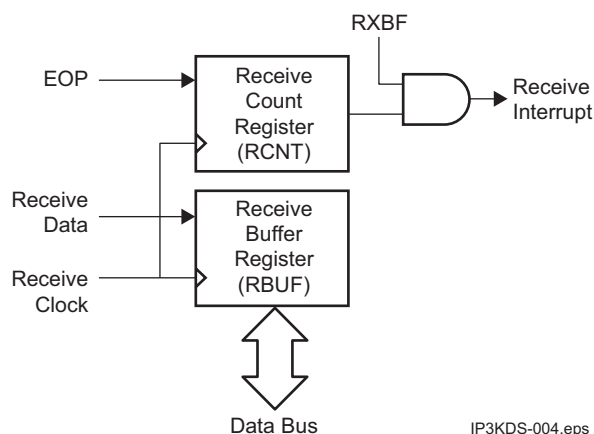 RXBF
EOP
Receive
Count
Register
(RCNT)
Receive
Interrupt
Receive
Data
Receive
Buffer
Register
(RBUF)
Receive
Clock
Data Bus
IP3KDS-004.eps